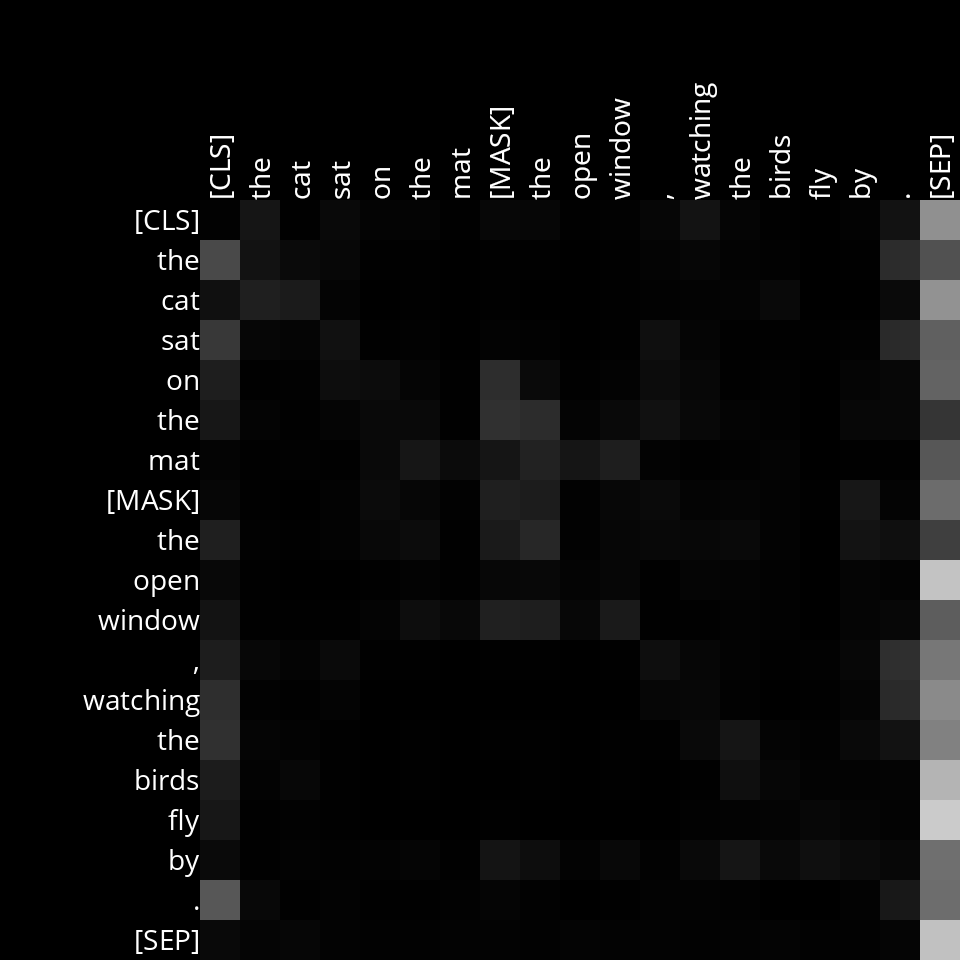 [CLS] the cat sat on the mat [MASK] the open window , watching the birds fly by . [SEP]
[CLS]
the
cat
sat
on
the
mat
[MASK]
the
open
window
,
watching
the
birds
fly
by
.
[SEP]